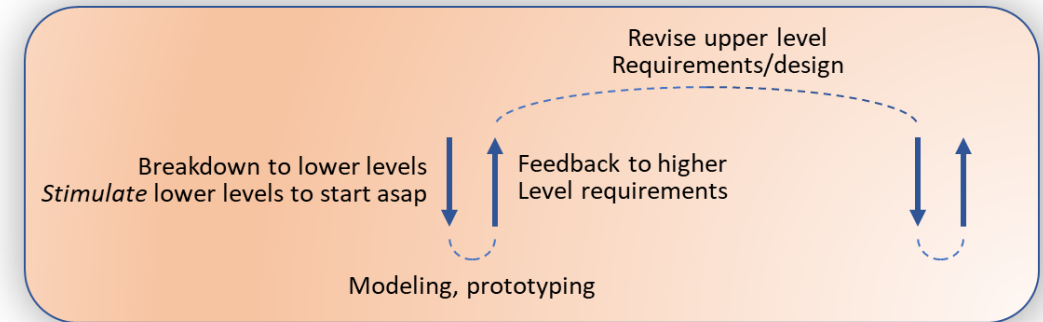 Revise upper level
Requirements/design
Breakdown to lower levels
Stimulate lower levels to start asap
Feedback to higher
Level requirements
Modeling, prototyping